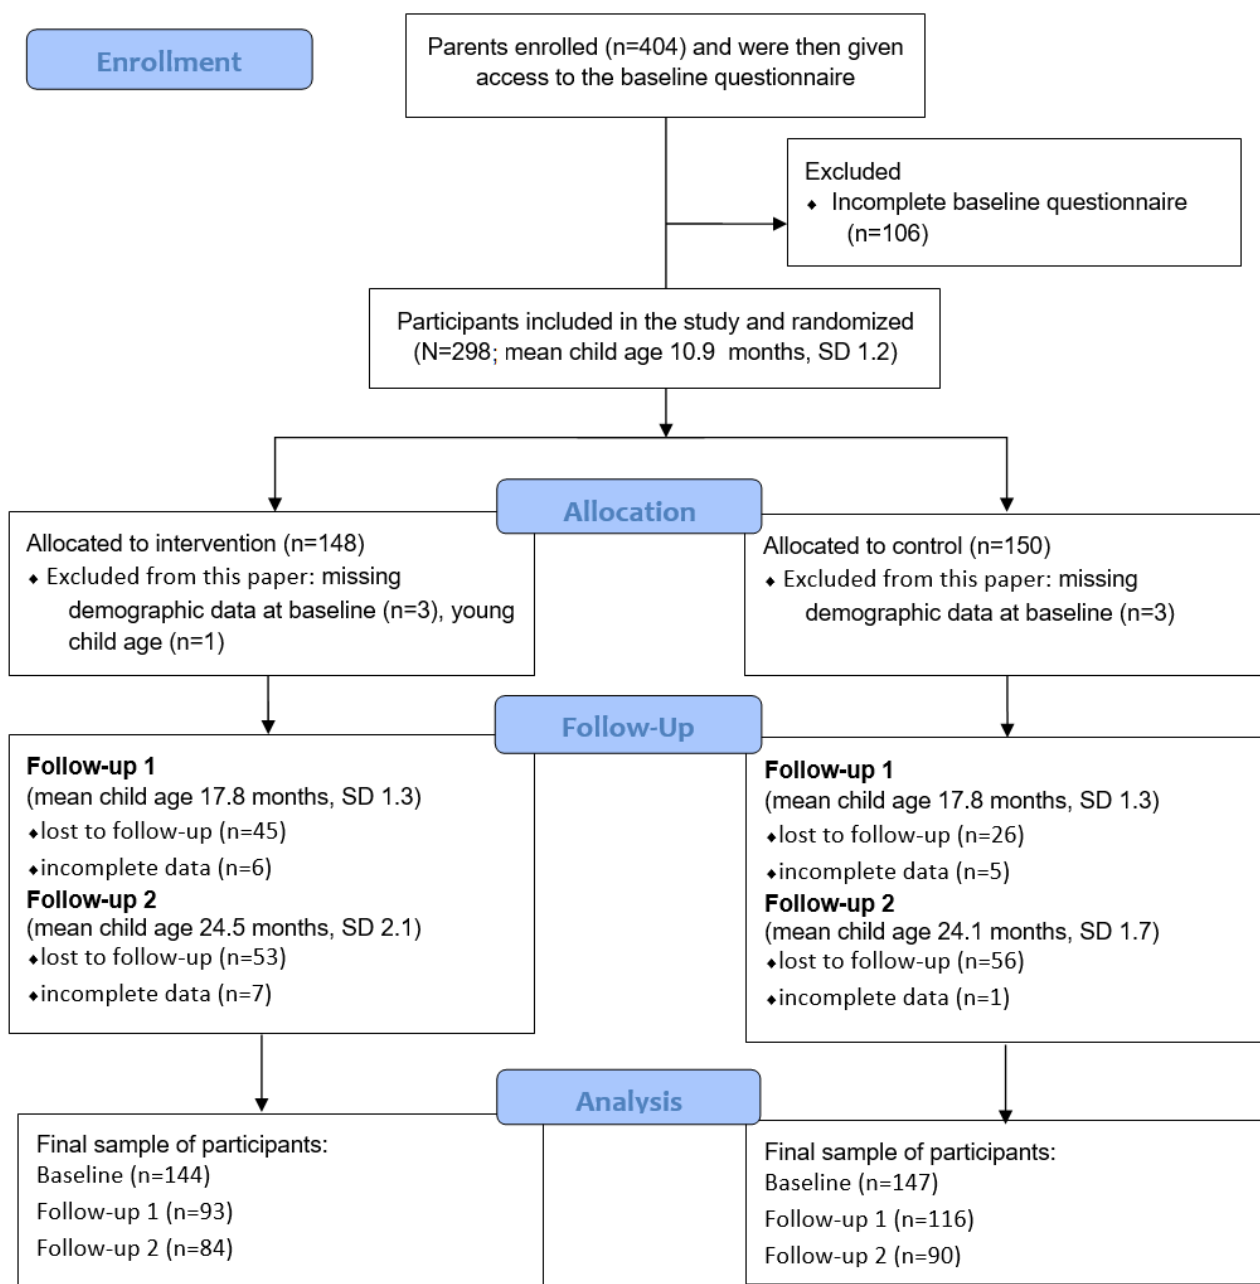 Enrollment
Parents enrolled (n=404) and were then given
access to the baseline questionnaire
Excluded
⬥ Incomplete baseline questionnaire
(n=106)
Participants included in the study and randomized
(N=298; mean child age 10.9 months, SD 1.2)
Allocation
Allocated to intervention (n=148)
⬥ Excluded from this paper: missing
demographic data at baseline (n=3), young
child age (n=1)
Allocated to control (n=150)
⬥ Excluded from this paper: missing
demographic data at baseline (n=3)
Follow-Up
Follow-up 1
(mean child age 17.8 months, SD 1.3)
⬥lost to follow-up (n=45)
⬥incomplete data (n=6)
Follow-up 2
(mean child age 24.5 months, SD 2.1)
⬥lost to follow-up (n=53)
⬥incomplete data (n=7)
Follow-up 1
(mean child age 17.8 months, SD 1.3)
⬥lost to follow-up (n=26)
⬥incomplete data (n=5)
Follow-up 2
(mean child age 24.1 months, SD 1.7)
⬥lost to follow-up (n=56)
⬥incomplete data (n=1)
Analysis
Final sample of participants:
Baseline (n=144)
Follow-up 1 (n=93)
Follow-up 2 (n=84)
Final sample of participants:
Baseline (n=147)
Follow-up 1 (n=116)
Follow-up 2 (n=90)